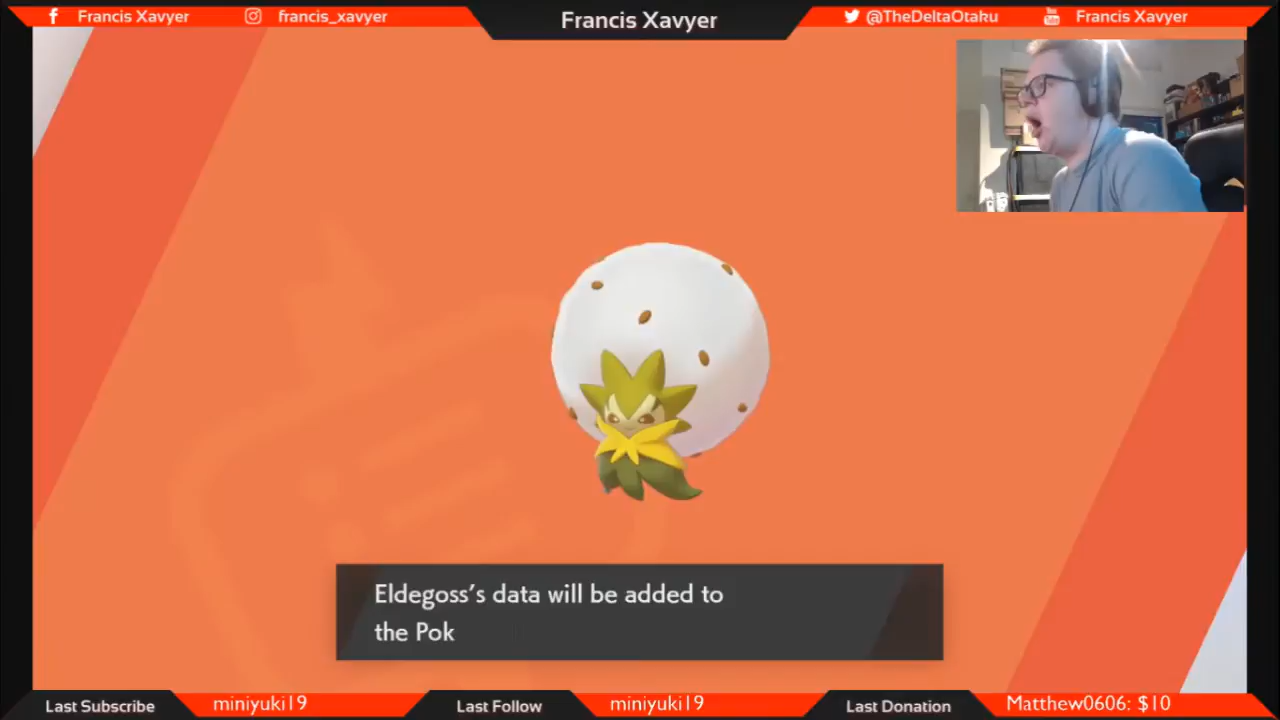 Francis Xavyer
francis_xavyer
Francis Xavyer
@TheDeltaOtaku
Francis Xavyer
Eldegoss's data will be added to
the Pok
Last Subscribe
miniyuki19
Last Follow
miniyuki19
Last Donation
Matthew0606: $10